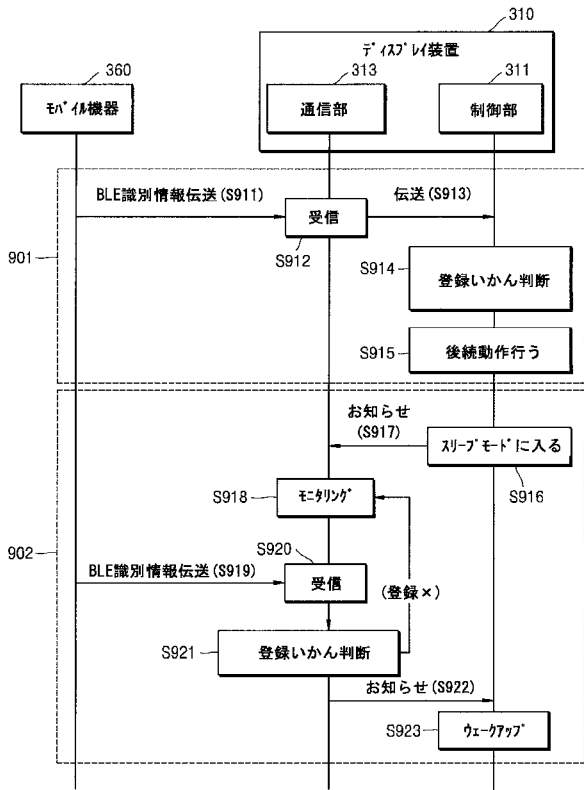 310
ディスプレイ装置
360
313
311
モバイル機器
通信部
制御部
BLE識別情報伝送(S911)
受信
伝送(S913)
S912
901
S914
登録いかん判断
S915
後続動作行う
お知らせ
(S917)
スリープモードに入る
S916
S918
モニタリング
902
S920
BLE識別情報伝送(S919)
受信
(登録×)
S921
登録いかん判断
お知らせ(S922)
S923
ウェークアップ